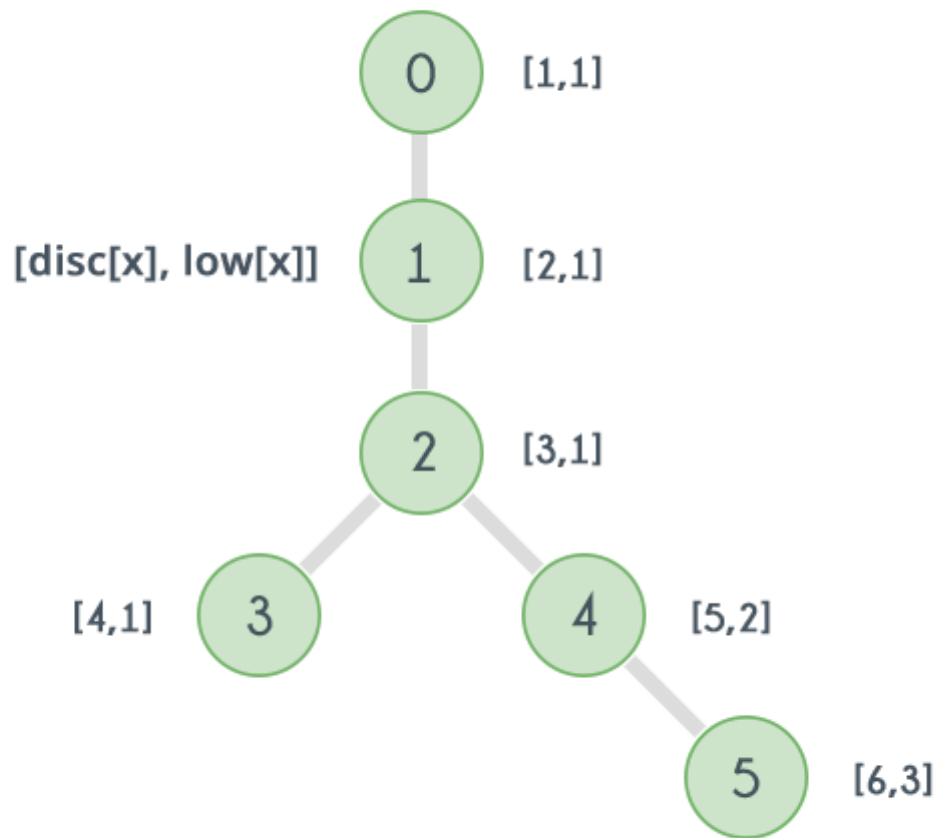 0 [1,1]
[disc[x], low[x]] 1 [2,1]
2 [3,1]
[4,1] 3 4 [5,2]
5 [6,3]